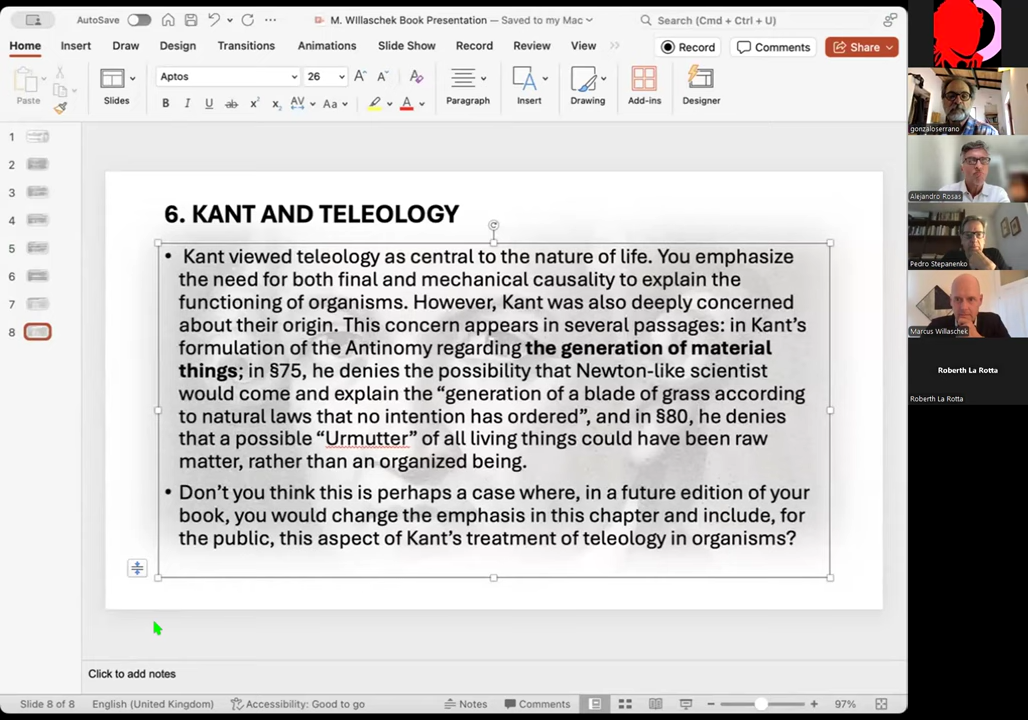 AutoSave
M. WIllaschek Book Presentation — Saved to my Mac
Search (Cmd + Ctrl + U)
Home Insert Draw Design Transitions Animations Slide Show Record Review View
Record Comments Share
Paste
Slides
Aptos 26
Paragraph
Insert
Drawing
Add-ins
Designer
1
2
3
4
5
6
7
8
6. KANT AND TELEOLOGY
• Kant viewed teleology as central to the nature of life. You emphasize
the need for both final and mechanical causality to explain the
functioning of organisms. However, Kant was also deeply concerned
about their origin. This concern appears in several passages: in Kant’s
formulation of the Antinomy regarding the generation of material
things; in §75, he denies the possibility that Newton-like scientist
would come and explain the “generation of a blade of grass according
to natural laws that no intention has ordered”, and in §80, he denies
that a possible “Urmutter” of all living things could have been raw
matter, rather than an organized being.
• Don’t you think this is perhaps a case where, in a future edition of your
book, you would change the emphasis in this chapter and include, for
the public, this aspect of Kant’s treatment of teleology in organisms?
Click to add notes
Slide 8 of 8 English (United Kingdom) Accessibility: Good to go Notes Comments 97%
gonzaloserrano
Alejandro Rosas
Pedro Stepanenko
Marcus Willaschek
Roberth La Rotta
Roberth La Rotta